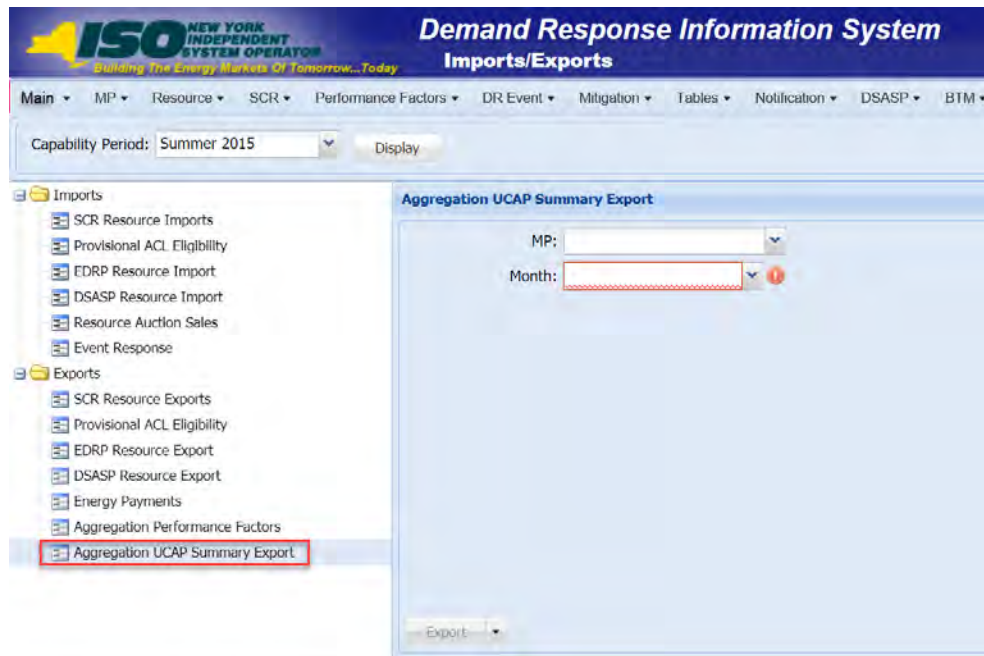 ISO NEW YORK INDEPENDENT SYSTEM OPERATOR
Building The Energy Markets Of Tomorrow...Today
Demand Response Information System
Imports/Exports
Main MP Resource SCR Performance Factors DR Event Mitigation Tables Notification DSASP BTM
Capability Period: Summer 2015 Display
Imports
SCR Resource Imports
Provisional ACL Eligibility
EDRP Resource Import
DSASP Resource Import
Resource Auction Sales
Event Response
Exports
SCR Resource Exports
Provisional ACL Eligibility
EDRP Resource Export
DSASP Resource Export
Energy Payments
Aggregation Performance Factors
Aggregation UCAP Summary Export
Aggregation UCAP Summary Export
MP:
Month:
Export